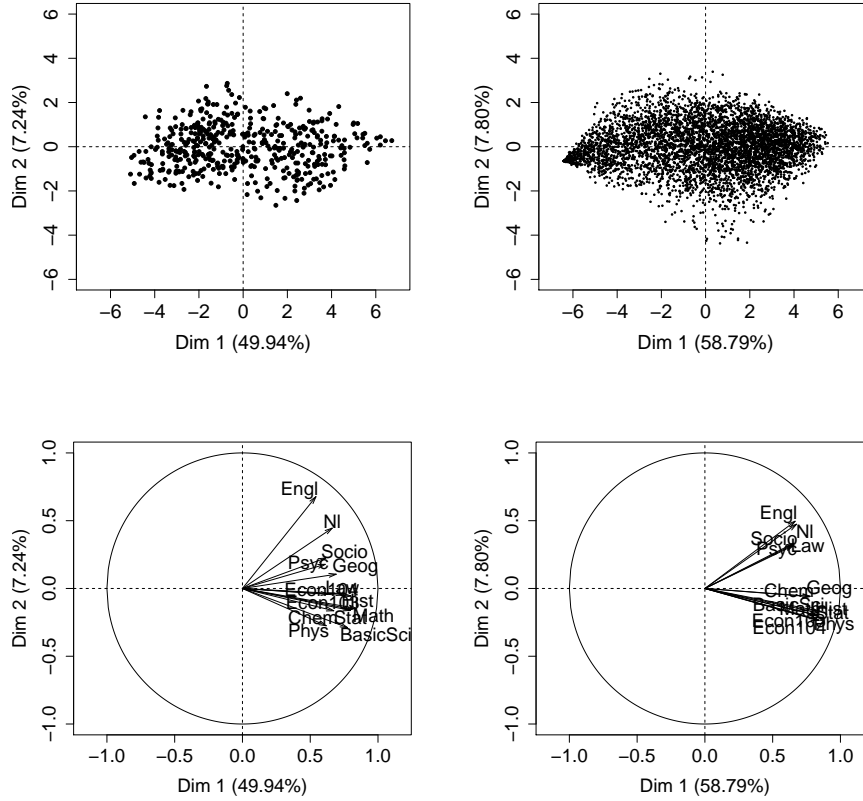 6
4
2
0
−2
−4
−6
Dim 2 (7.24%)
−6 −4 −2 0 2 4 6
Dim 1 (49.94%)
6
4
2
0
−2
−4
−6
Dim 2 (7.80%)
−6 −4 −2 0 2 4 6
Dim 1 (58.79%)
1.0
0.5
0.0
−0.5
−1.0
Dim 2 (7.24%)
Engl
Nl
Socio
Psyc
Geog
Law
Chem
Stat
Math
Phys
BasicSci
−1.0 −0.5 0.0 0.5 1.0
Dim 1 (49.94%)
1.0
0.5
0.0
−0.5
−1.0
Dim 2 (7.80%)
Engl
Nl
Socio
Psyc
Law
Chem
Geog
Stat
Econ104
Phys
−1.0 −0.5 0.0 0.5 1.0
Dim 1 (58.79%)